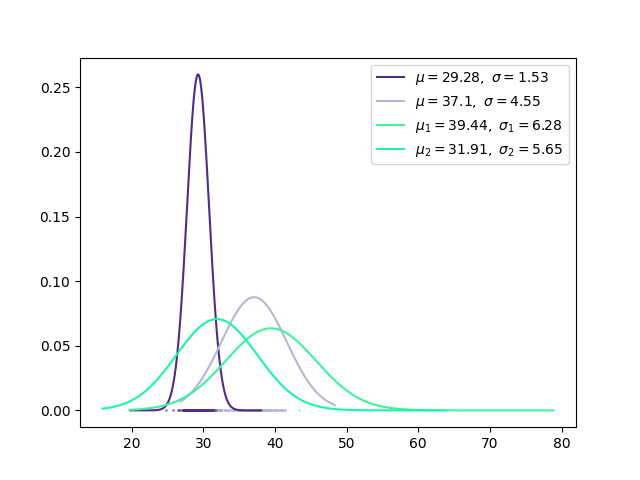 μ = 29.28, σ = 1.53
μ = 37.1, σ = 4.55
μ₁ = 39.44, σ₁ = 6.28
μ₂ = 31.91, σ₂ = 5.65
0.25
0.20
0.15
0.10
0.05
0.00
20 30 40 50 60 70 80